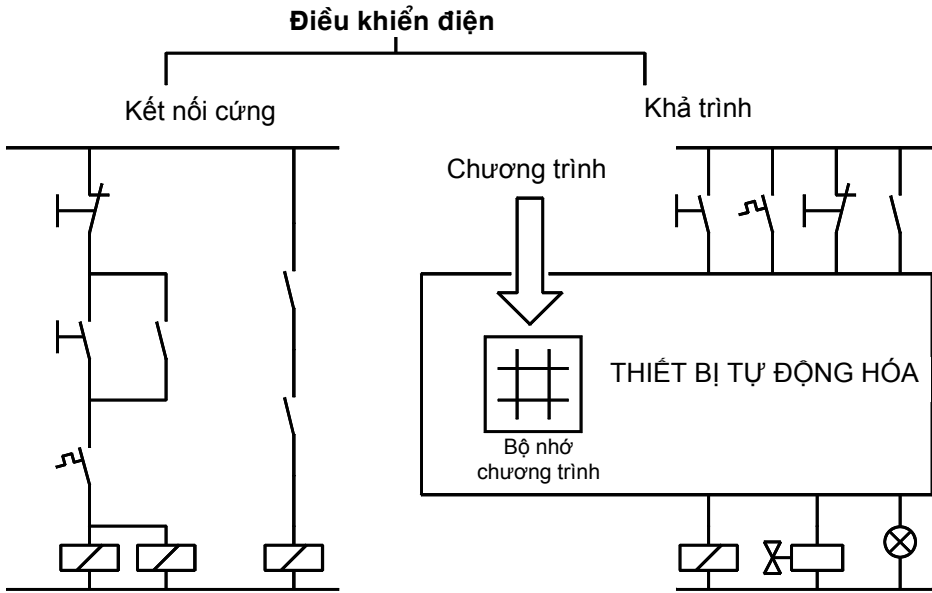 Điều khiển điện
Kết nối cứng
Khả trình
Chương trình
THIẾT BỊ TỰ ĐỘNG HÓA
Bộ nhớ
chương trình